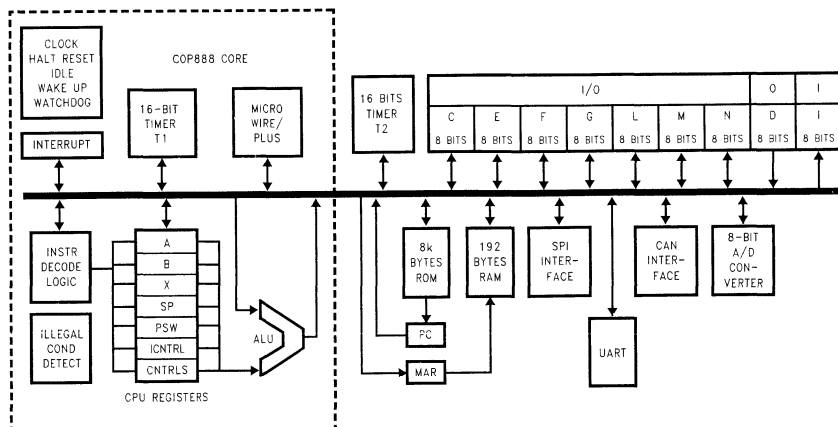 CLOCK
HALT RESET
IDLE
WAKE UP
WATCHDOG
COP888 CORE
INTERRUPT
16-BIT
TIMER
T1
MICRO
WIRE/
PLUS
16 BITS
TIMER
T2
I/O
O
I
C
E
F
G
L
M
N
D
I
8 BITS
8 BITS
8 BITS
8 BITS
8 BITS
8 BITS
8 BITS
8 BITS
8 BITS
INSTR
DECODE
LOGIC
ILLEGAL
COND
DETECT
A
B
X
SP
PSW
ICNTRL
CNTRLS
CPU REGISTERS
ALU
8k
BYTES
ROM
192
BYTES
RAM
SPI
INTER-
FACE
CAN
INTER-
FACE
8-BIT
A/D
CON-
VERTER
PC
MAR
UART